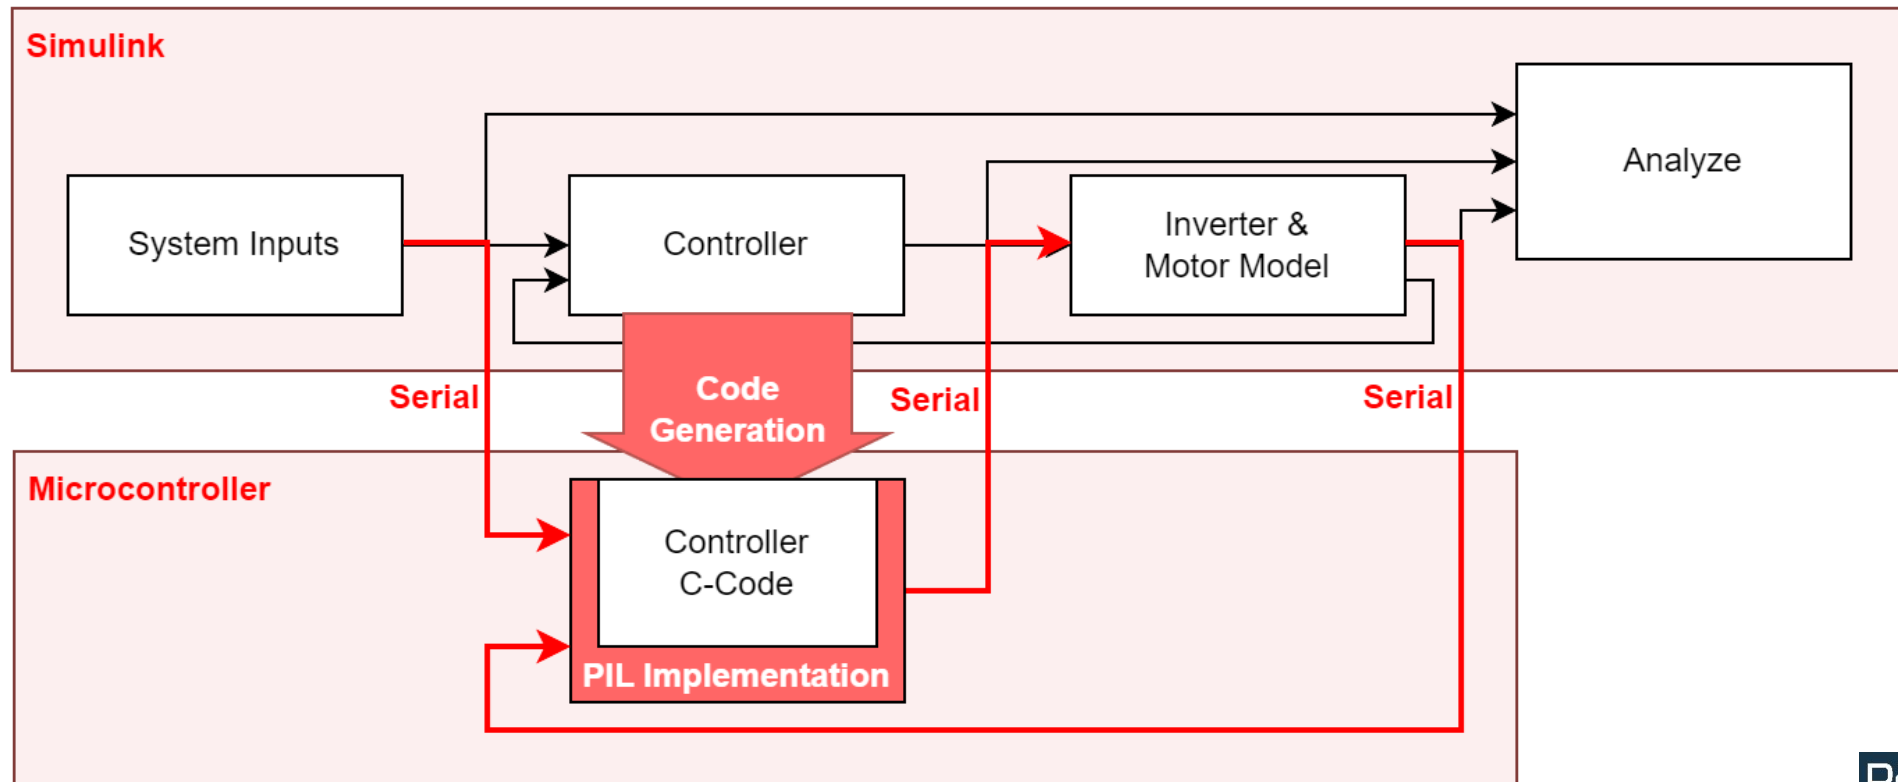 Simulink
System Inputs
Controller
Inverter &
Motor Model
Analyze
Serial
Code
Generation
Serial
Serial
Microcontroller
Controller
C-Code
PIL Implementation